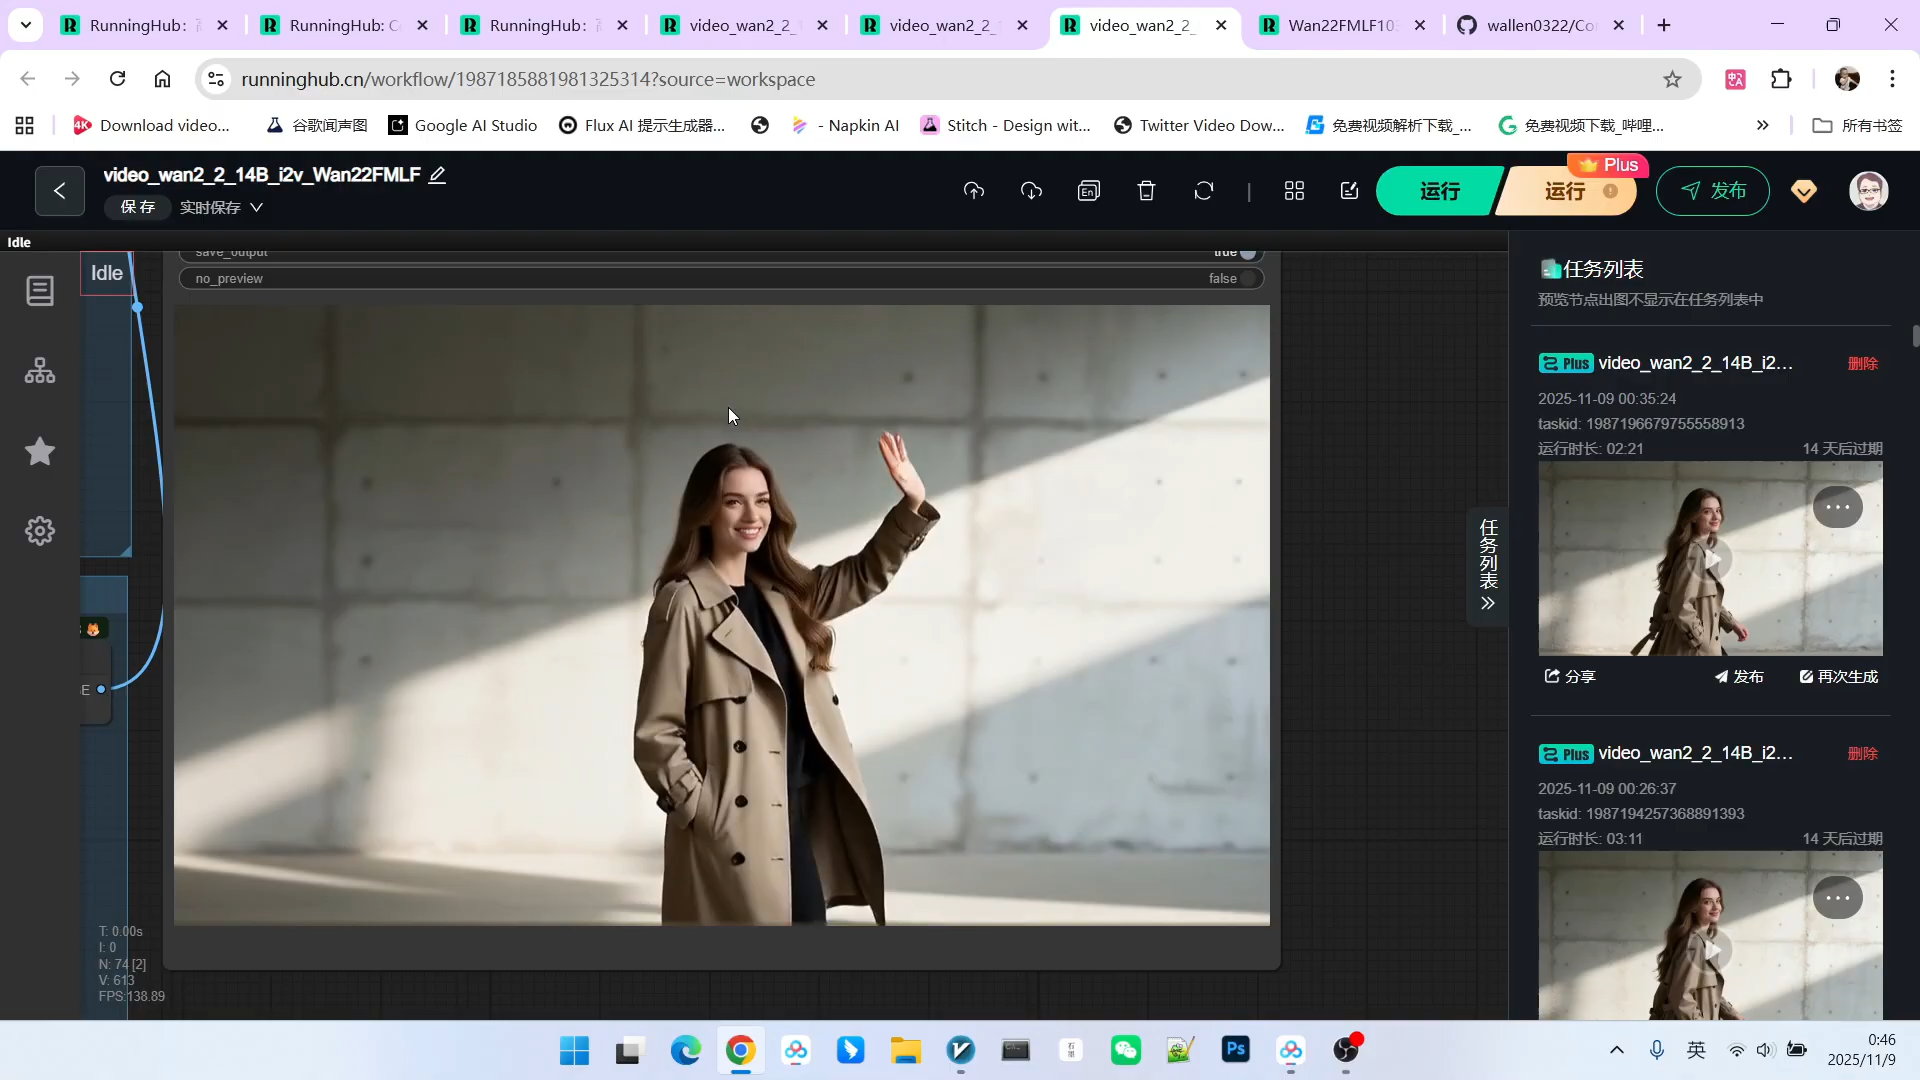 RunningHub:
RunningHub: C
RunningHub:
video_wan2_2_
video_wan2_2_
video_wan2_2_
Wan22FMLF10
wallen0322/Co
runninghub.cn/workflow/1987185881981325314?source=workspace
Download video...
谷歌闻声图
Google AI Studio
Flux AI 提示生成器...
- Napkin AI
Stitch - Design wit...
Twitter Video Dow...
免费视频解析下载_...
免费视频下载_哔哩...
所有书签
video_wan2_2_14B_i2v_Wan22FMLF
保 存
实时保存
En
运行
运行
Plus
发布
Idle
Idle
save_output
true
no_preview
false
T: 0.00s
I: 0
N: 74 [2]
V: 613
FPS:138.89
任务列表
任务列表
预览节点出图不显示在任务列表中
Plus
video_wan2_2_14B_i2...
删除
2025-11-09 00:35:24
taskid: 1987196679755558913
运行时长: 02:21
14 天后过期
分享
发布
再次生成
Plus
video_wan2_2_14B_i2...
删除
2025-11-09 00:26:37
taskid: 1987194257368891393
运行时长: 03:11
14 天后过期
Ps
英
0:46
2025/11/9